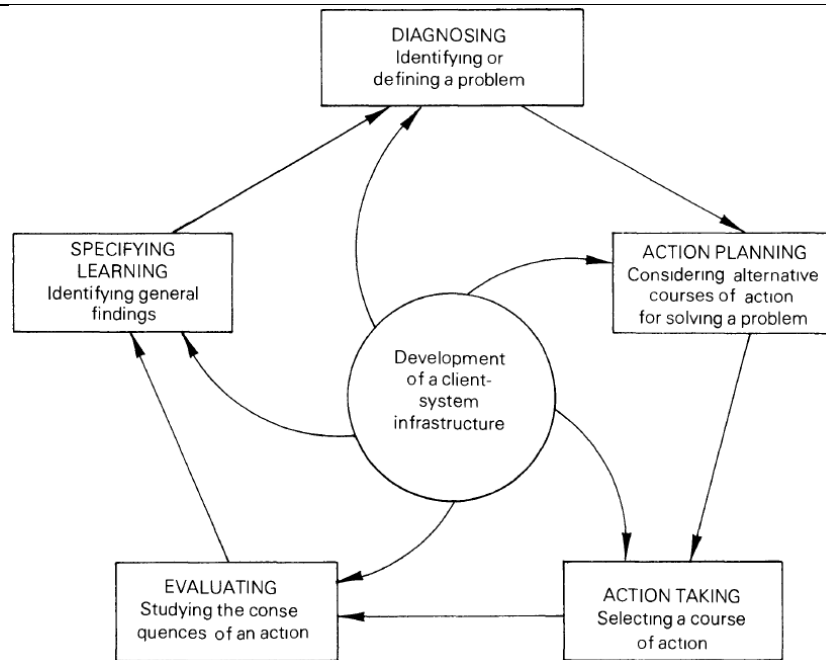 DIAGNOSING
Identifying or
defining a problem
SPECIFYING
LEARNING
Identifying general
findings
ACTION PLANNING
Considering alternative
courses of action
for solving a problem
Development
of a client-
system
infrastructure
EVALUATING
Studying the conse
quences of an action
ACTION TAKING
Selecting a course
of action